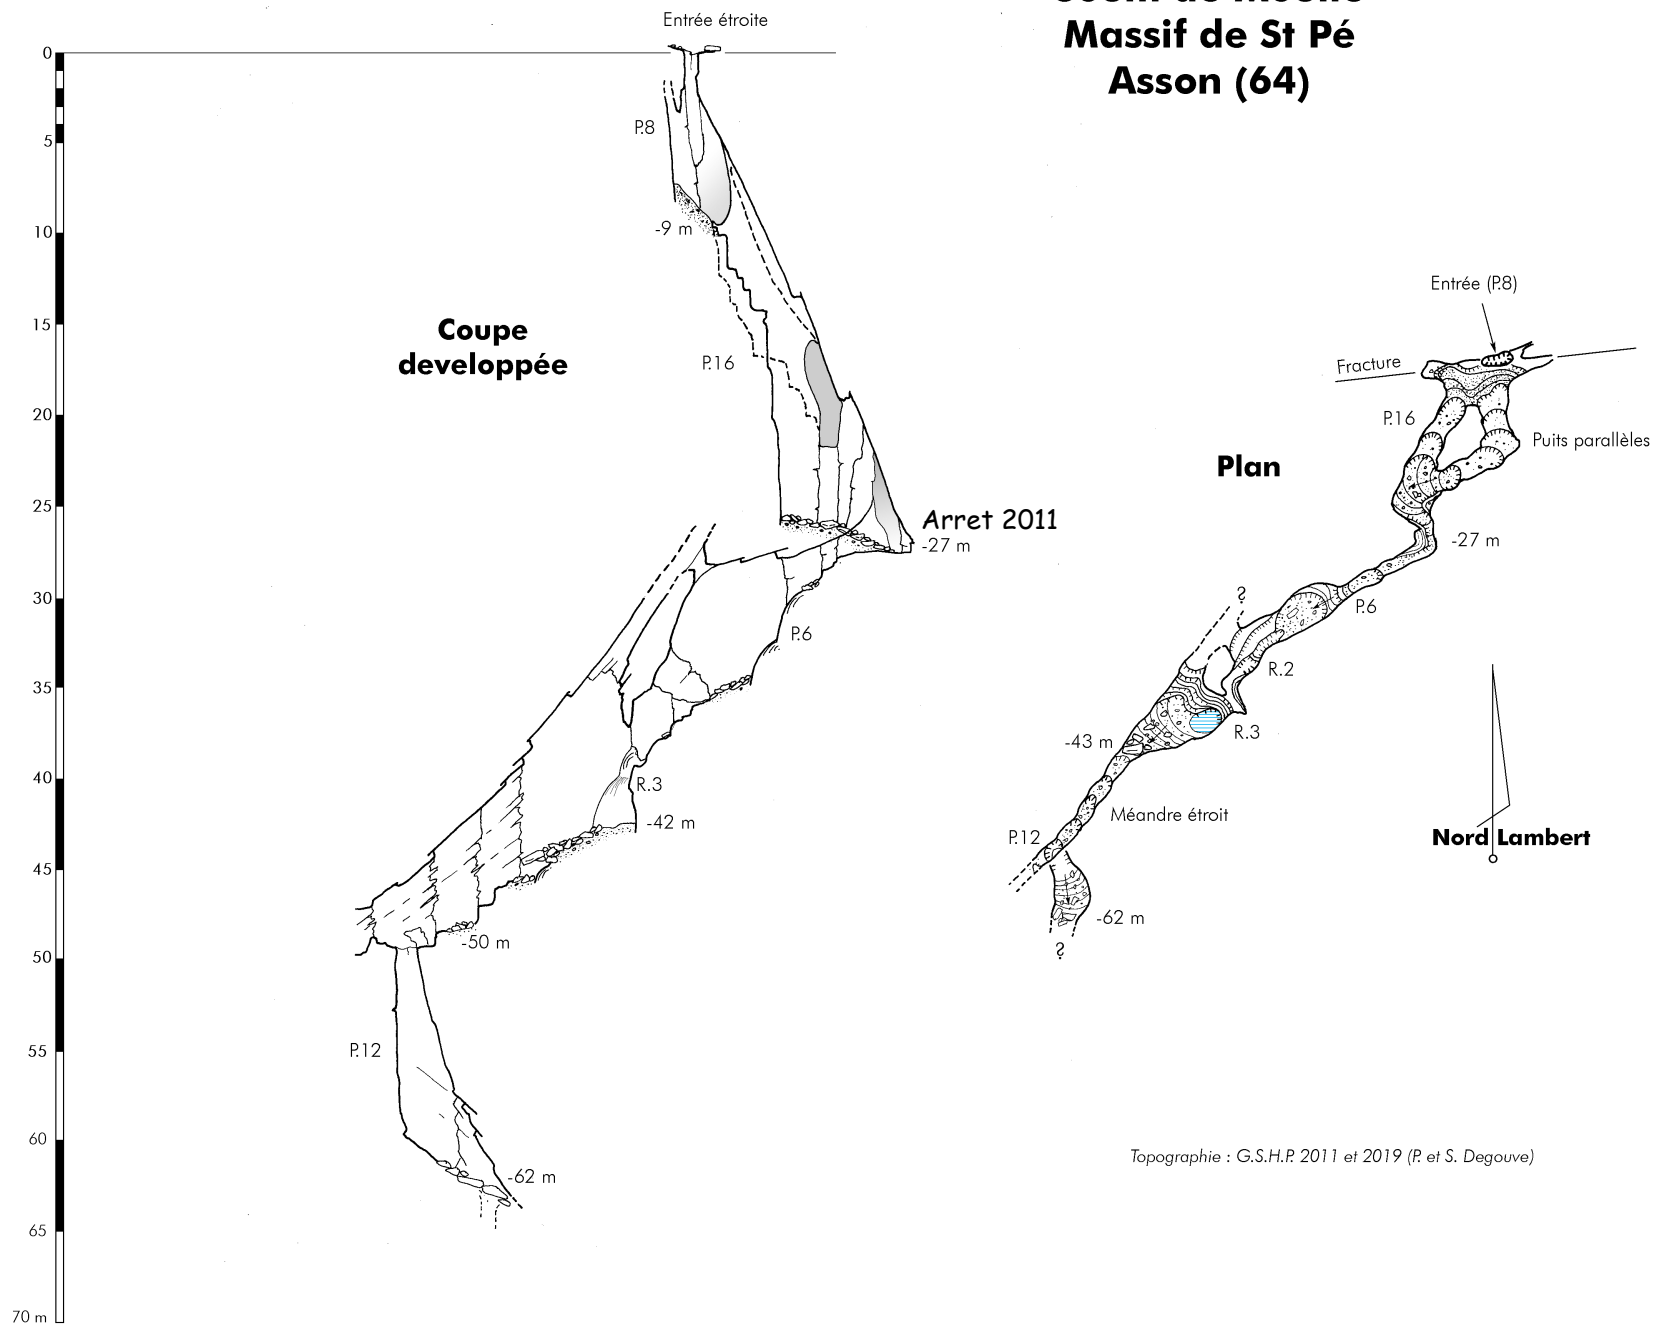 Massif de St Pé
Asson (64)
Entrée étroite
0
5
10
15
20
25
30
35
40
45
50
55
60
65
70 m
P.8
-9 m
Coupe
developpée
P.16
Arret 2011
-27 m
P.6
R.3
-42 m
-50 m
P.12
-62 m
Entrée (P.8)
Fracture
P.16
Puits parallèles
Plan
-27 m
?
P.6
R.2
-43 m
R.3
Méandre étroit
P.12
-62 m
?
Nord Lambert
Topographie : G.S.H.P. 2011 et 2019 (P. et S. Degouve)